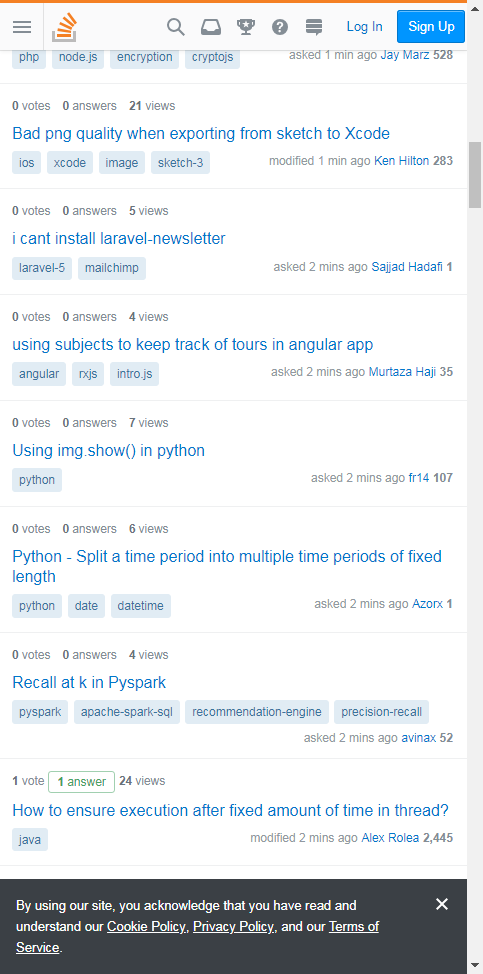 Log In
Sign Up
php node.js encryption cryptojs
asked 1 min ago Jay Marz 528
0 votes 0 answers 21 views
Bad png quality when exporting from sketch to Xcode
ios xcode image sketch-3
modified 1 min ago Ken Hilton 283
0 votes 0 answers 5 views
i cant install laravel-newsletter
laravel-5 mailchimp
asked 2 mins ago Sajjad Hadafi 1
0 votes 0 answers 4 views
using subjects to keep track of tours in angular app
angular rxjs intro.js
asked 2 mins ago Murtaza Haji 35
0 votes 0 answers 7 views
Using img.show() in python
python
asked 2 mins ago fr14 107
0 votes 0 answers 6 views
Python - Split a time period into multiple time periods of fixed
length
python date datetime
asked 2 mins ago Azorx 1
0 votes 0 answers 4 views
Recall at k in Pyspark
pyspark apache-spark-sql recommendation-engine precision-recall
asked 2 mins ago avinax 52
1 vote 1 answer 24 views
How to ensure execution after fixed amount of time in thread?
java
modified 2 mins ago Alex Rolea 2,445
By using our site, you acknowledge that you have read and
understand our Cookie Policy, Privacy Policy, and our Terms of
Service.